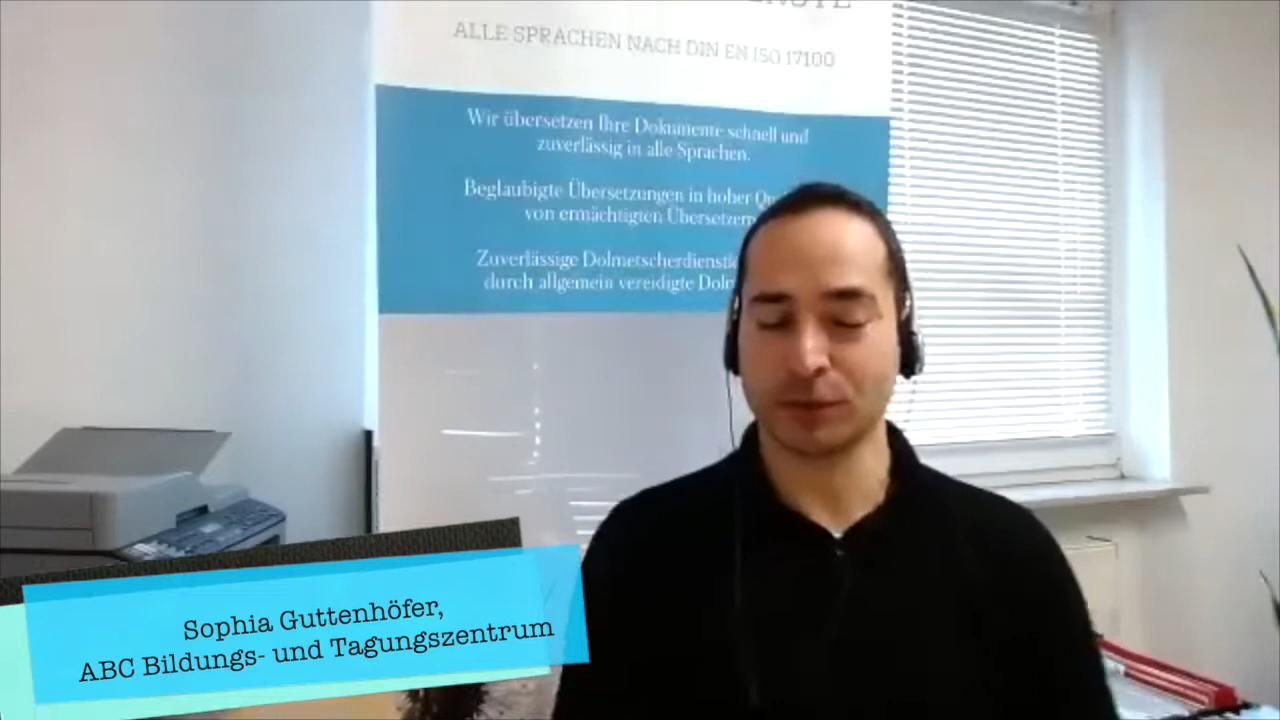 ALLE SPRACHEN NACH DIN EN ISO 17100
Wir übersetzen Ihre Dokumente schnell und
zuverlässig in alle Sprachen.
Beglaubigte Übersetzungen in hoher
von ermächtigten Übersetzern
Zuverlässige
durch allgemein vereidigte
Sophia Guttenhöfer,
ABC Bildungs- und Tagungszentrum